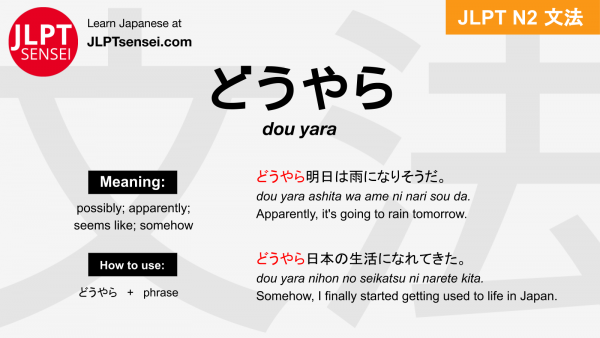 JLPT
SENSEI
Learn Japanese at
JLPTsensei.com
JLPT N2 文法
文法
どうやら
dou yara
Meaning:
possibly; apparently;
seems like; somehow
How to use:
どうやら + phrase
どうやら明日は雨になりそうだ。
dou yara ashita wa ame ni nari sou da.
Apparently, it's going to rain tomorrow.
どうやら日本の生活になれてきた。
dou yara nihon no seikatsu ni narete kita.
Somehow, I finally started getting used to life in Japan.